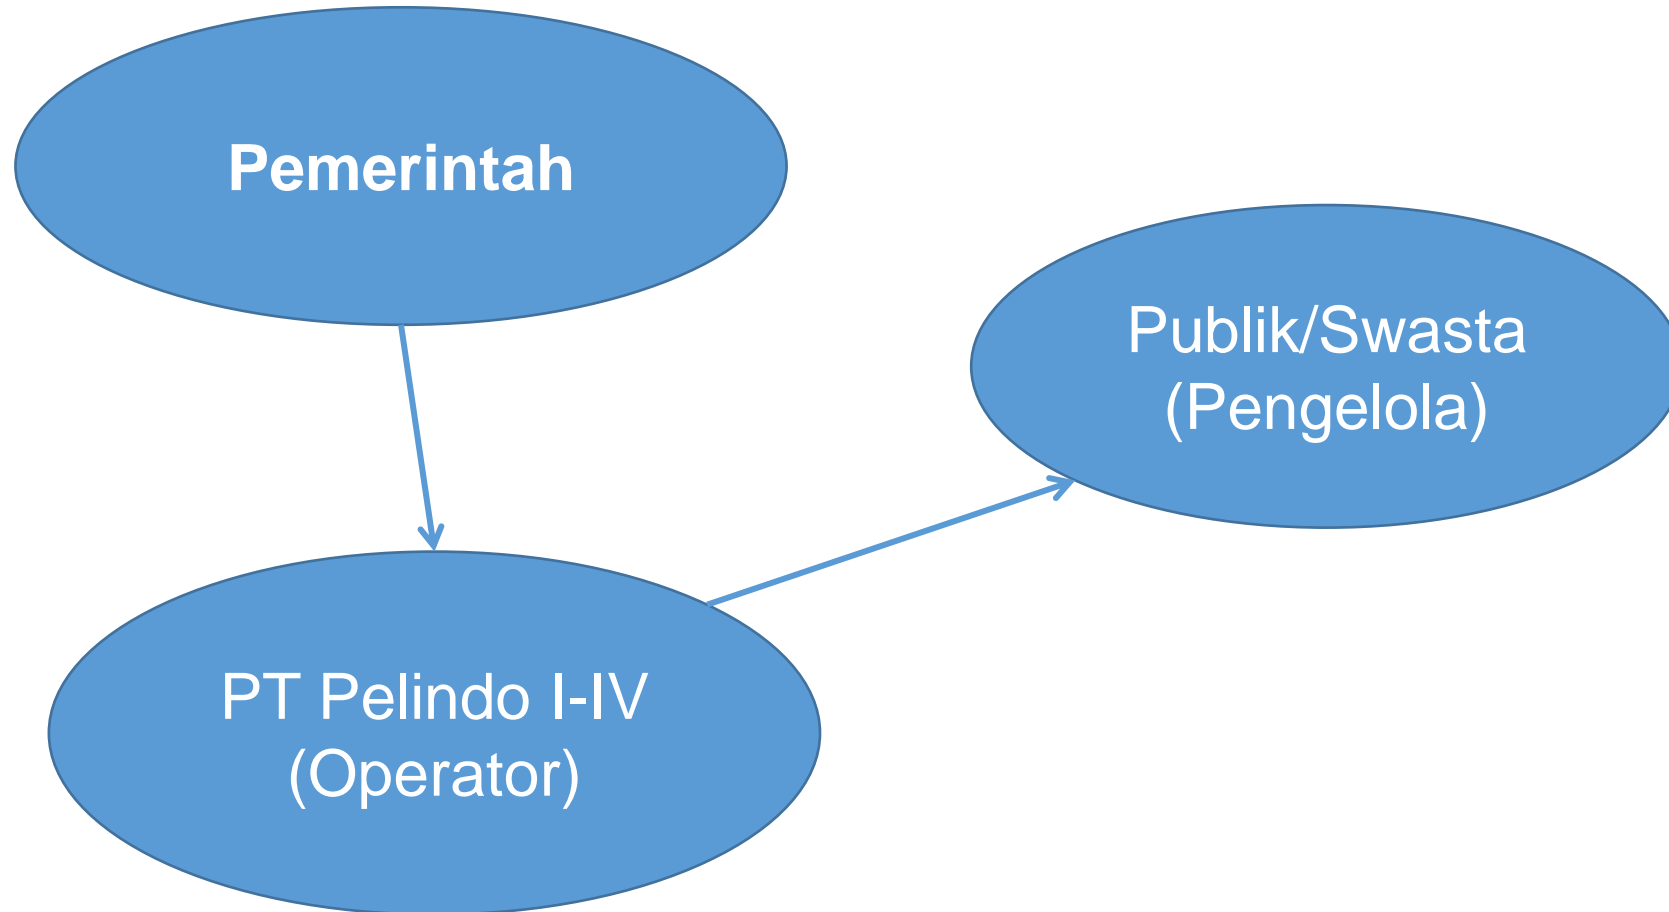 Pemerintah
Publik/Swasta
(Pengelola)
PT Pelindo I-IV
(Operator)